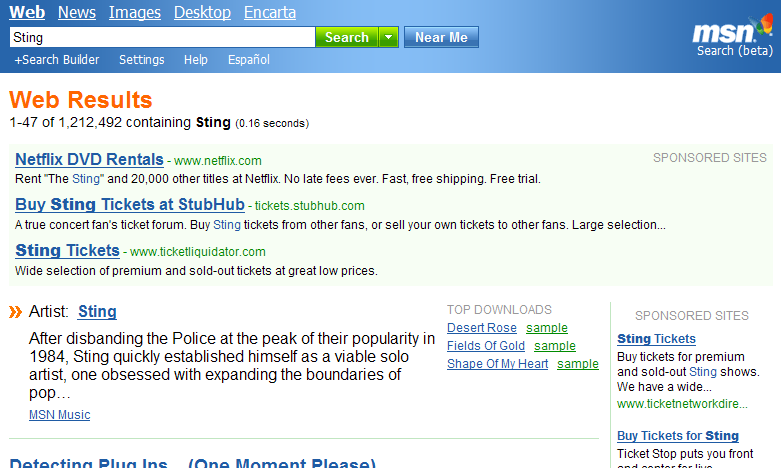 Web News Images Desktop Encarta
Sting Search Near Me
+Search Builder Settings Help Español
msn
Search (beta)
Web Results
1-47 of 1,212,492 containing Sting (0.16 seconds)
SPONSORED SITES
Netflix DVD Rentals - www.netflix.com
Rent "The Sting" and 20,000 other titles at Netflix. No late fees ever. Fast, free shipping. Free trial.
Buy Sting Tickets at StubHub - tickets.stubhub.com
A true concert fan's ticket forum. Buy Sting tickets from other fans, or sell your own tickets to other fans. Large selection...
Sting Tickets - www.ticketliquidator.com
Wide selection of premium and sold-out tickets at great low prices.
Artist: Sting
After disbanding the Police at the peak of their popularity in
1984, Sting quickly established himself as a viable solo
artist, one obsessed with expanding the boundaries of
pop…
MSN Music
TOP DOWNLOADS
Desert Rose sample
Fields Of Gold sample
Shape Of My Heart sample
SPONSORED SITES
Sting Tickets
Buy tickets for premium
and sold-out Sting shows.
We have a wide...
www.ticketnetworkdire...
Buy Tickets for Sting
Ticket Stop puts you front
and center for live
Detecting Plug Ins... (One Moment Please)